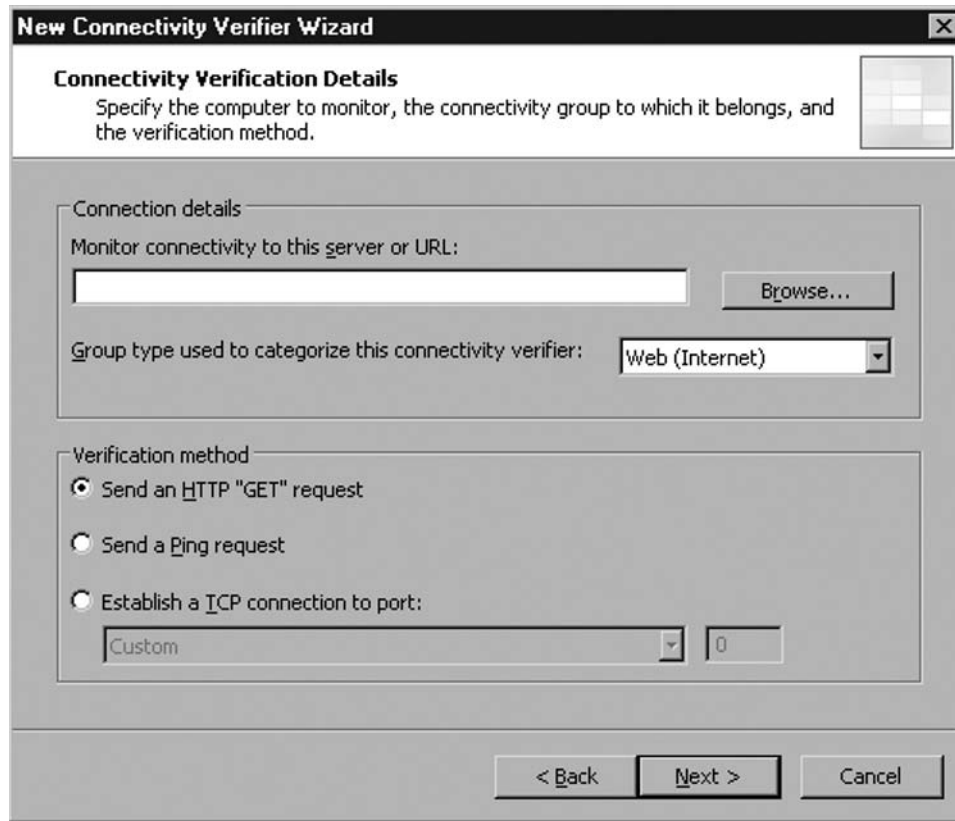 New Connectivity Verifier Wizard
Connectivity Verification Details
Specify the computer to monitor, the connectivity group to which it belongs, and
the verification method.
Connection details
Monitor connectivity to this server or URL:
Browse...
Group type used to categorize this connectivity verifier:
Web (Internet)
Verification method
Send an HTTP "GET" request
Send a Ping request
Establish a TCP connection to port:
Custom
0
< Back
Next >
Cancel